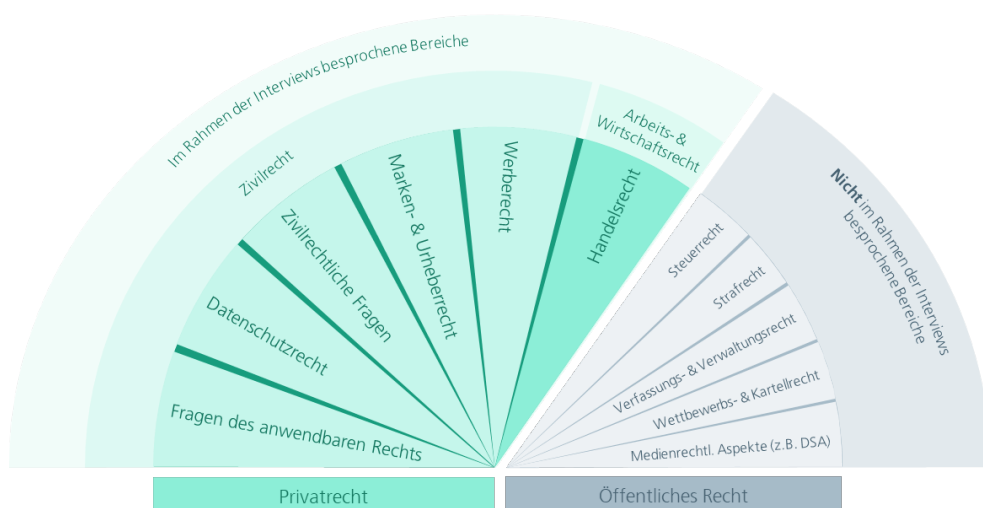 Im Rahmen der Interviews besprochene Bereiche
Zivilrecht
Arbeits- &
Wirtschaftsrecht
Fragen des anwendbaren Rechts
Datenschutzrecht
Zivilrechtliche Fragen
Marken- & Urheberrecht
Werberecht
Handelsrecht
Nicht im Rahmen der Interviews
besprochene Bereiche
Steuerrecht
Strafrecht
Verfassungs- & Verwaltungsrecht
Wettbewerbs- & Kartellrecht
Medienrechtl. Aspekte (z.B. DSA)
Privatrecht
Öffentliches Recht